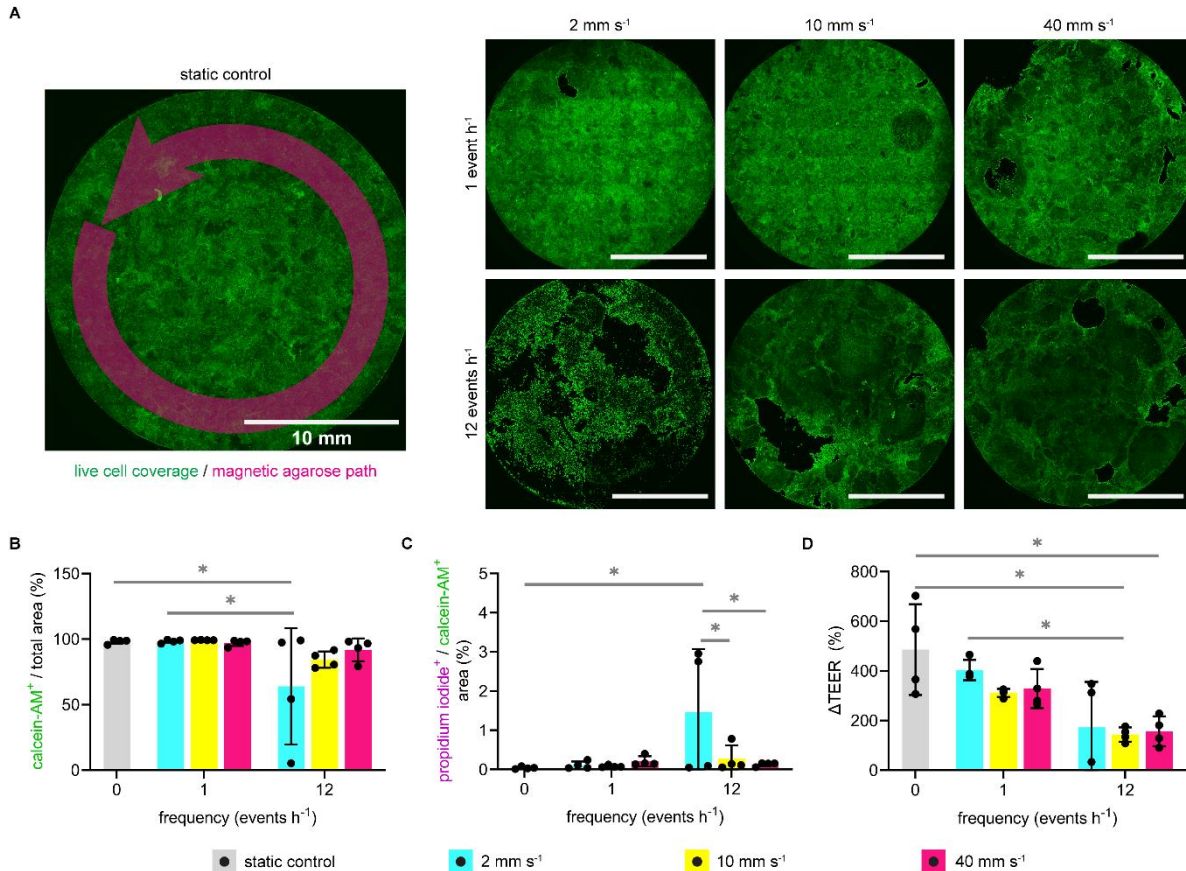 A
static control
10 mm
live cell coverage / magnetic agarose path
2 mm s⁻¹
10 mm s⁻¹
40 mm s⁻¹
1 event h⁻¹
12 events h⁻¹
B
calcein-AM⁺ / total area (%)
150
100
50
0
*
*
0
1
12
frequency (events h⁻¹)
C
propidium iodide⁺ / calcein-AM⁺
area (%)
5
4
3
2
1
0
*
*
*
0
1
12
frequency (events h⁻¹)
D
ΔTEER (%)
800
600
400
200
0
*
*
*
0
1
12
frequency (events h⁻¹)
static control
2 mm s⁻¹
10 mm s⁻¹
40 mm s⁻¹